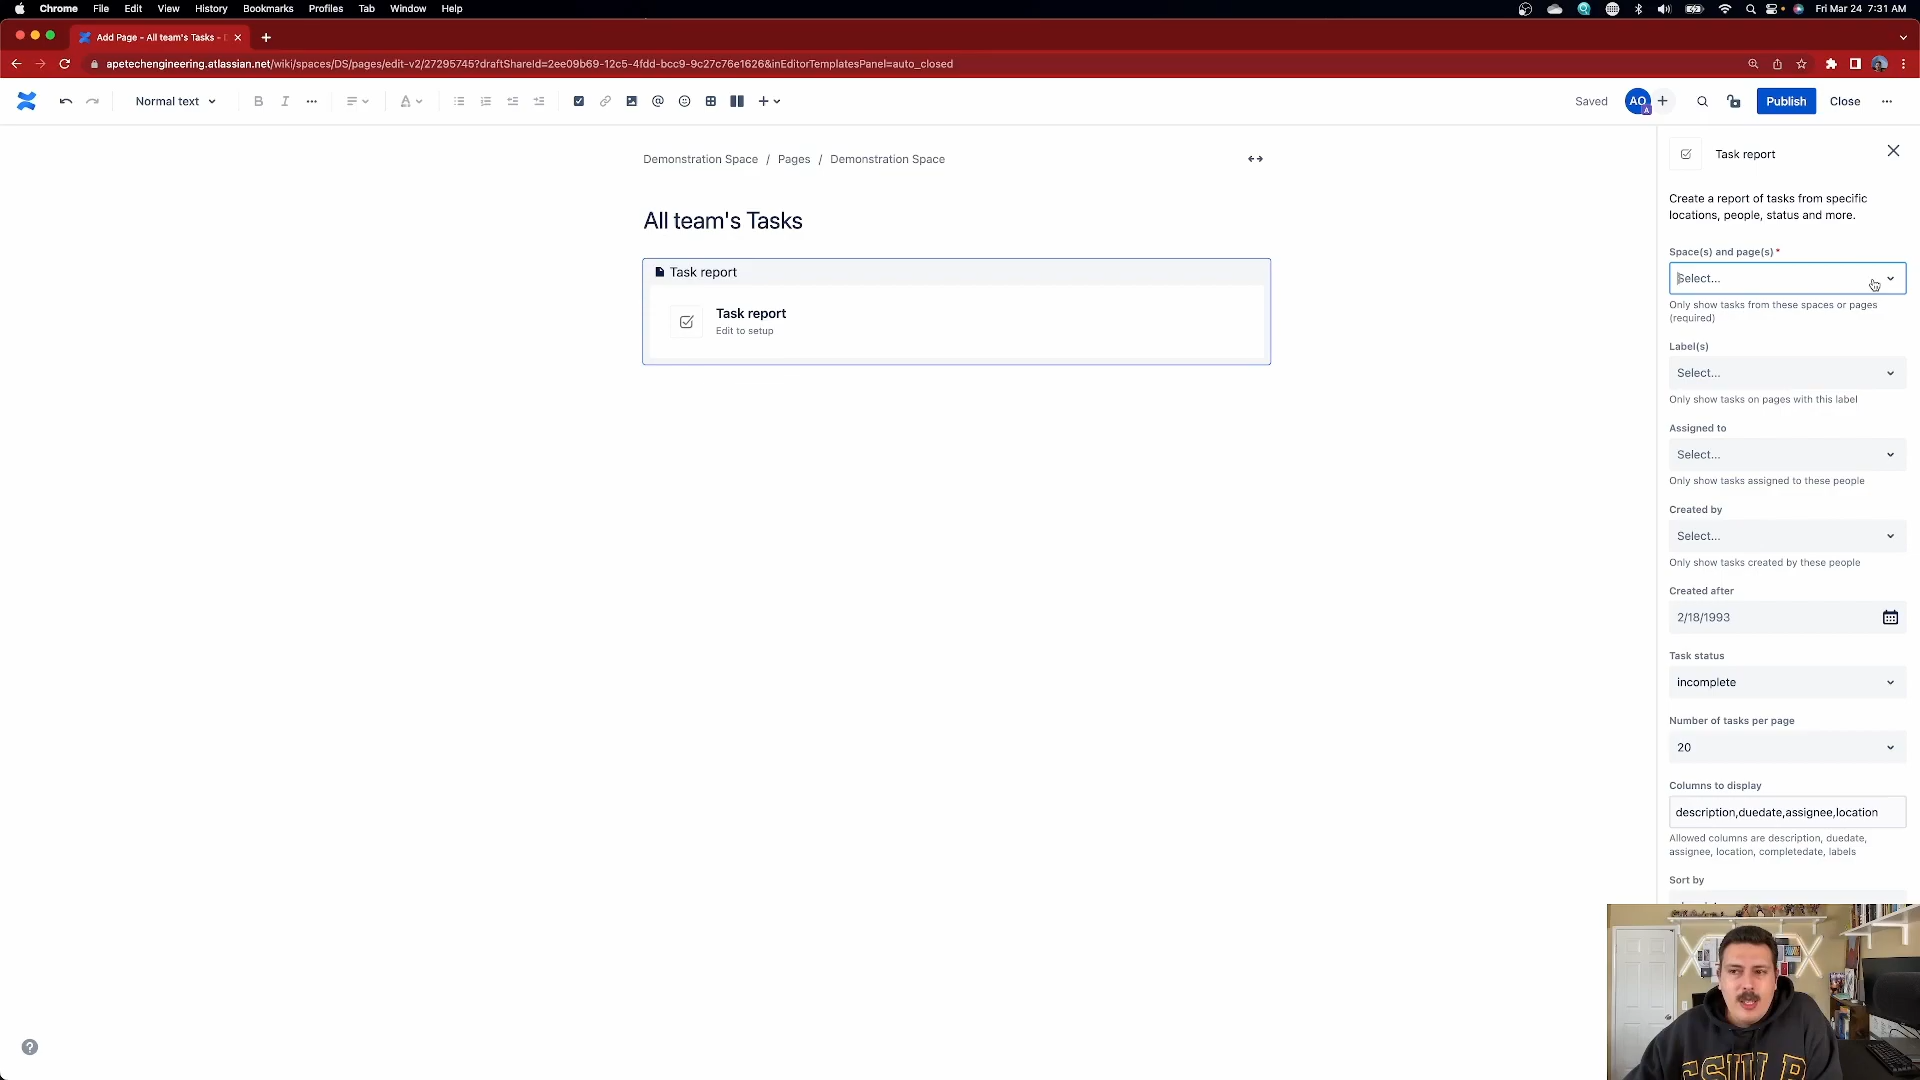 Chrome File Edit View History Bookmarks Profiles Tab Window Help Fri Mar 24 7:31 AM
Add Page - All team's Tasks -
apetechengineering.atlassian.net/wiki/spaces/DS/pages/edit-v2/27295745?draftShareId=2ee09b69-12c5-4fdd-bcc9-9c27c76e1626&inEditorTemplatesPanel=auto_closed
Normal text B I A Saved AO A Publish Close
Demonstration Space / Pages / Demonstration Space
All team's Tasks
Task report
Task report
Edit to setup
Task report
Create a report of tasks from specific
locations, people, status and more.
Space(s) and page(s) *
Select...
Only show tasks from these spaces or pages
(required)
Label(s)
Select...
Only show tasks on pages with this label
Assigned to
Select...
Only show tasks assigned to these people
Created by
Select...
Only show tasks created by these people
Created after
2/18/1993
Task status
incomplete
Number of tasks per page
20
Columns to display
description,duedate,assignee,location
Allowed columns are description, duedate,
assignee, location, completedate, labels
Sort by